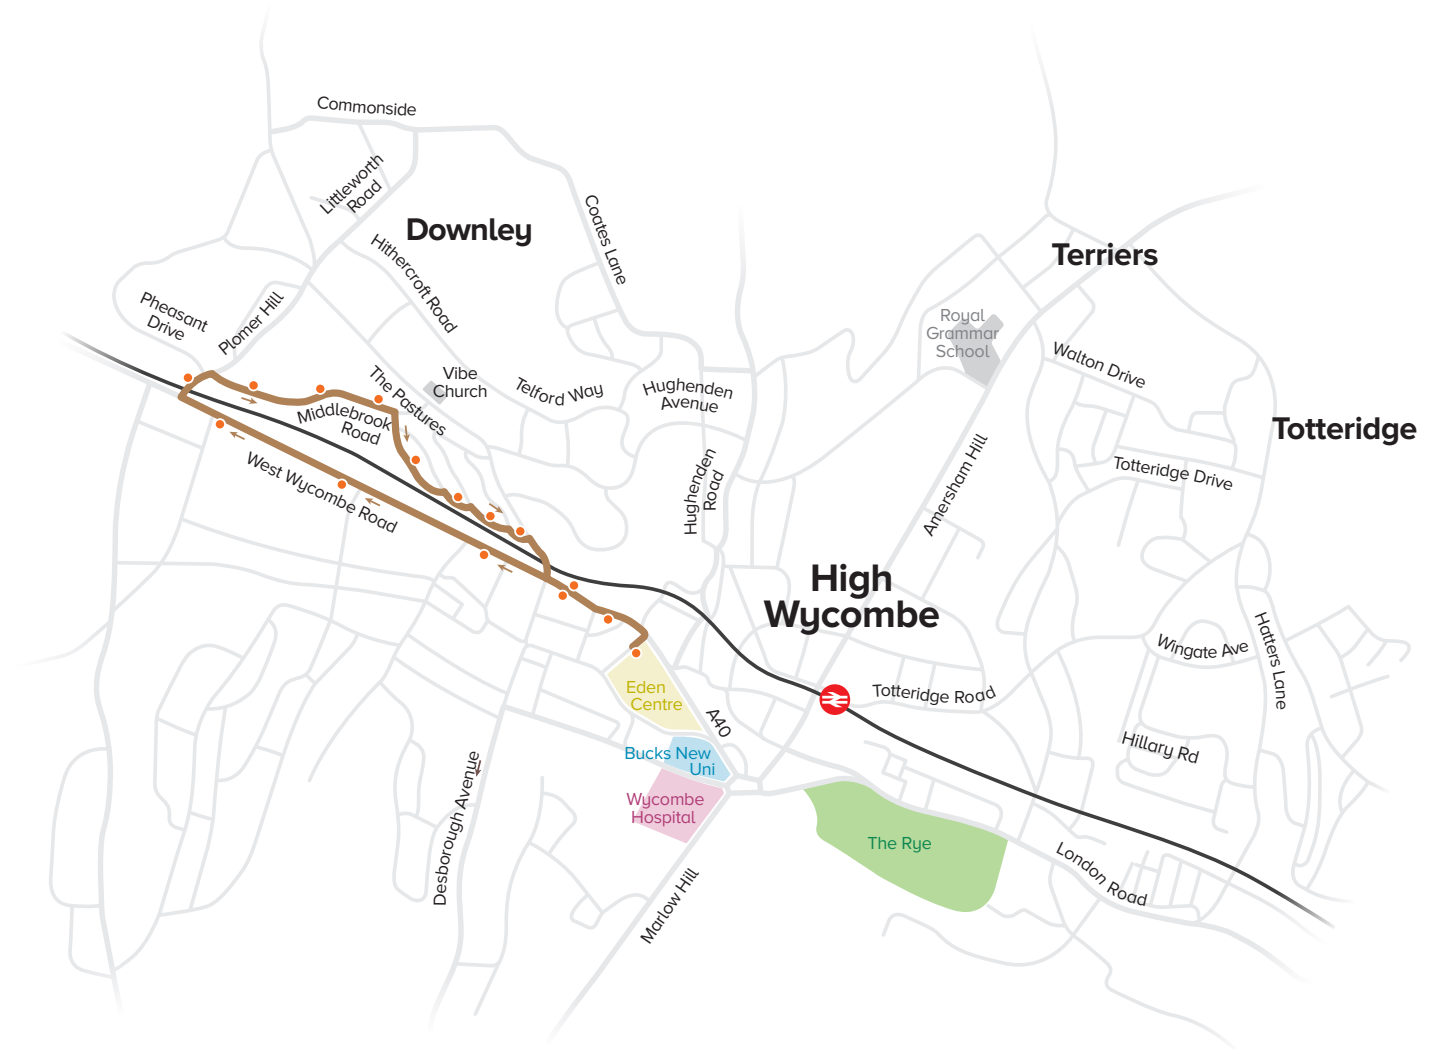 Commonside
Littleworth
Road
Downley
Coates Lane
Hithercroft Road
Terriers
Pheasant
Drive
Plomer Hill
Royal
Grammar
School
Walton Drive
The Pastures
Vibe
Church
Telford Way
Hughenden
Avenue
Middlebrook
Road
Totteridge
West Wycombe Road
Hughenden
Road
Amersham Hill
Totteridge Drive
High
Wycombe
Hatters Lane
Wingate Ave
Eden
Centre
A40
Totteridge Road
Bucks New
Uni
Hillary Rd
Desborough Avenue
Wycombe
Hospital
The Rye
London Road
Marlow Hill